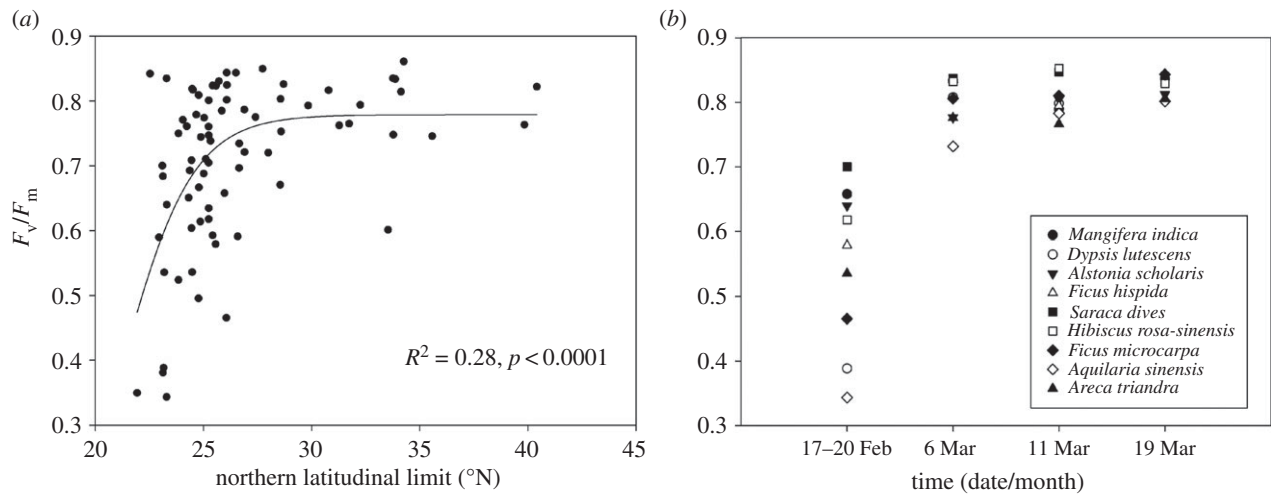 (a)
0.9
0.8
0.7
0.6
0.5
0.4
0.3
Fv/Fm
R² = 0.28, p < 0.0001
20 25 30 35 40 45
northern latitudinal limit (°N)
(b)
0.9
0.8
0.7
0.6
0.5
0.4
0.3
Mangifera indica
Dypsis lutescens
Alstonia scholaris
Ficus hispida
Saraca dives
Hibiscus rosa-sinensis
Ficus microcarpa
Aquilaria sinensis
Areca triandra
17–20 Feb 6 Mar 11 Mar 19 Mar
time (date/month)